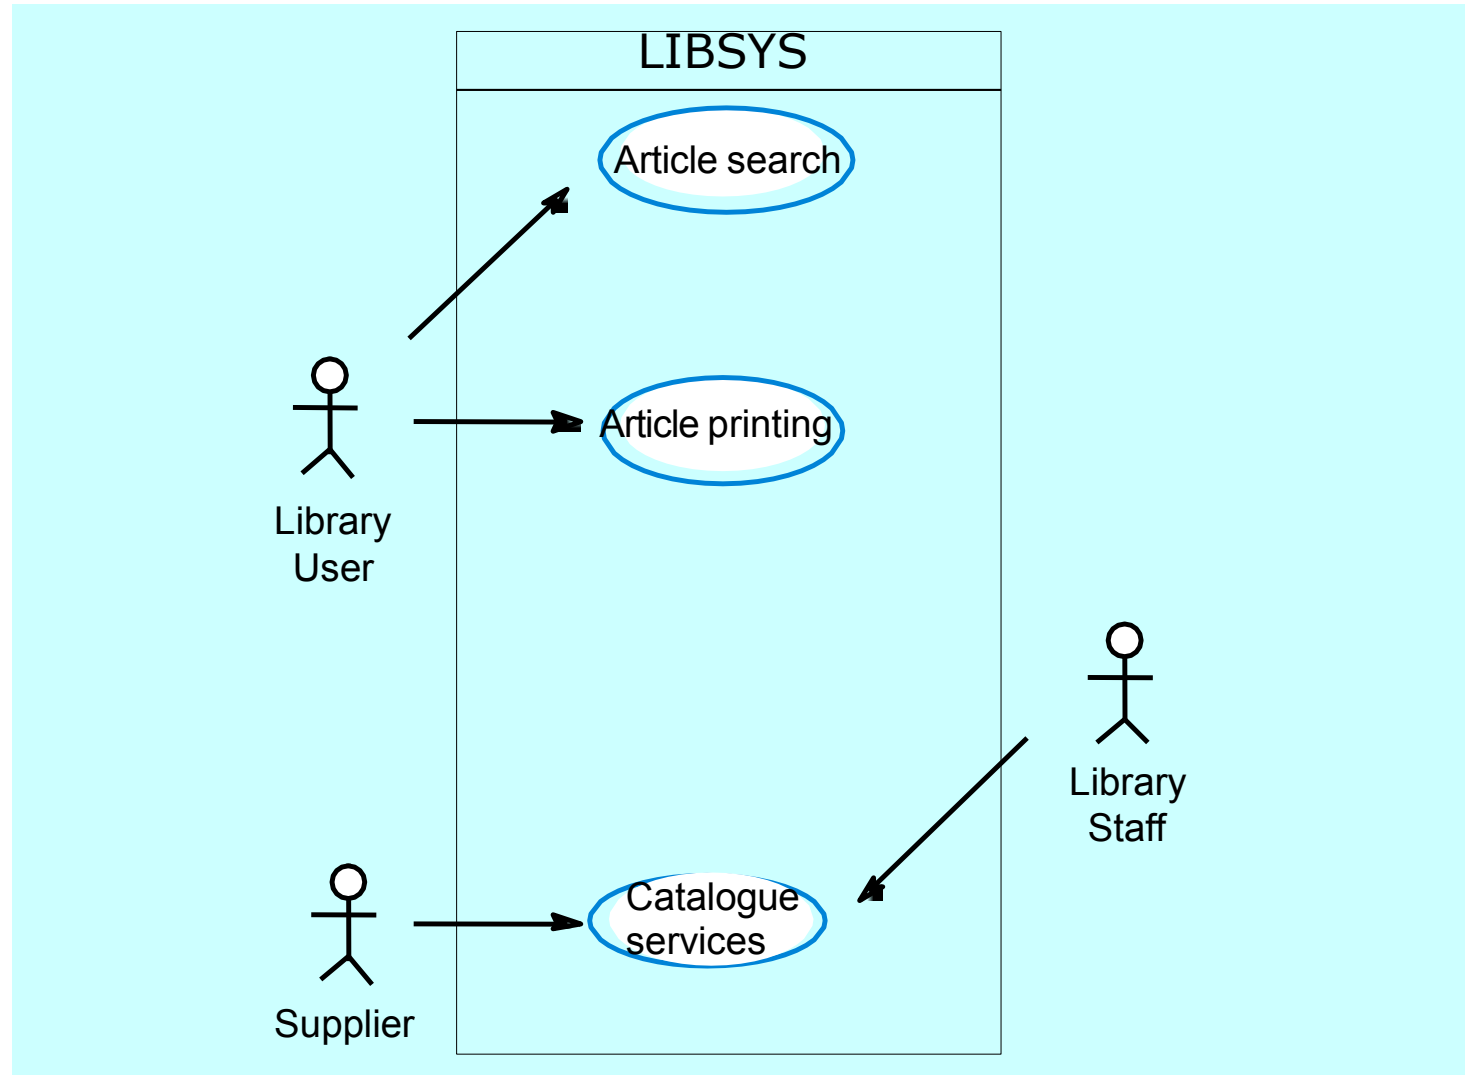 LIBSYS
Article search
Article printing
Library
User
Library
Staff
Catalogue
services
Supplier